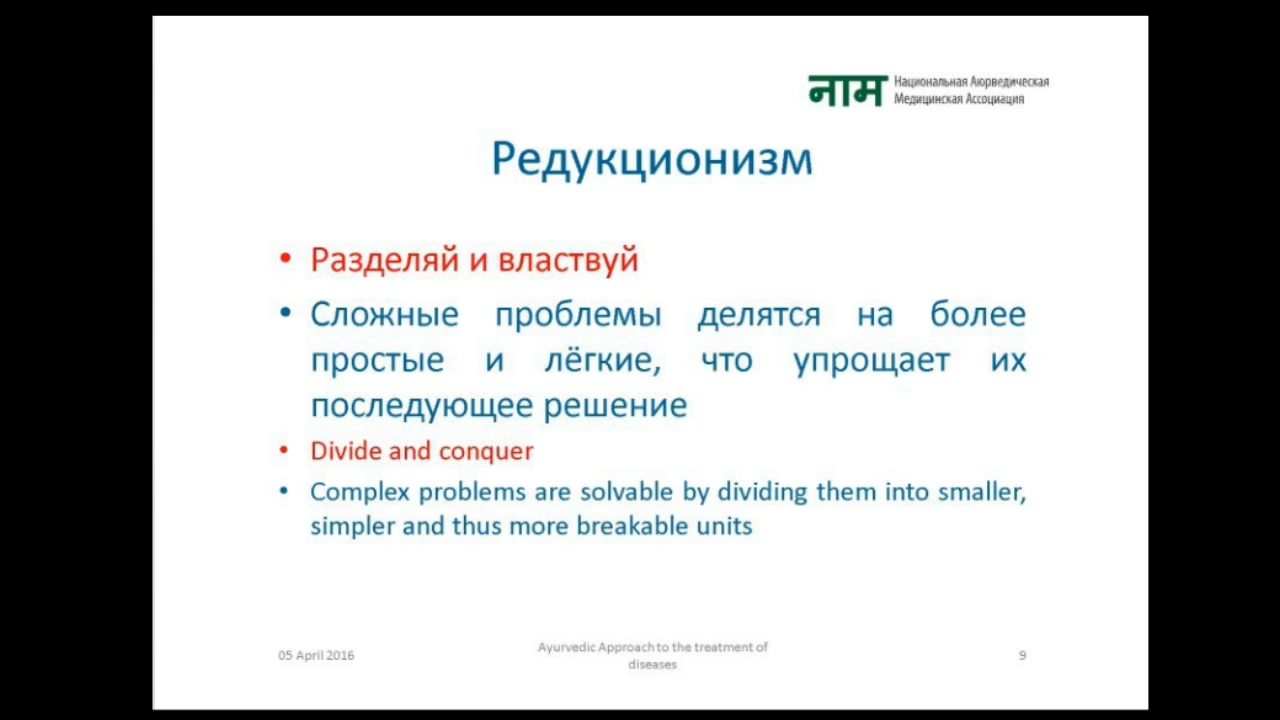 नाम Национальная Аюрведическая
Медицинская Ассоциация
Редукционизм
• Разделяй и властвуй
• Сложные проблемы делятся на более
простые и лёгкие, что упрощает их
последующее решение
• Divide and conquer
• Complex problems are solvable by dividing them into smaller,
simpler and thus more breakable units
05 April 2016
Ayurvedic Approach to the treatment of
diseases
9